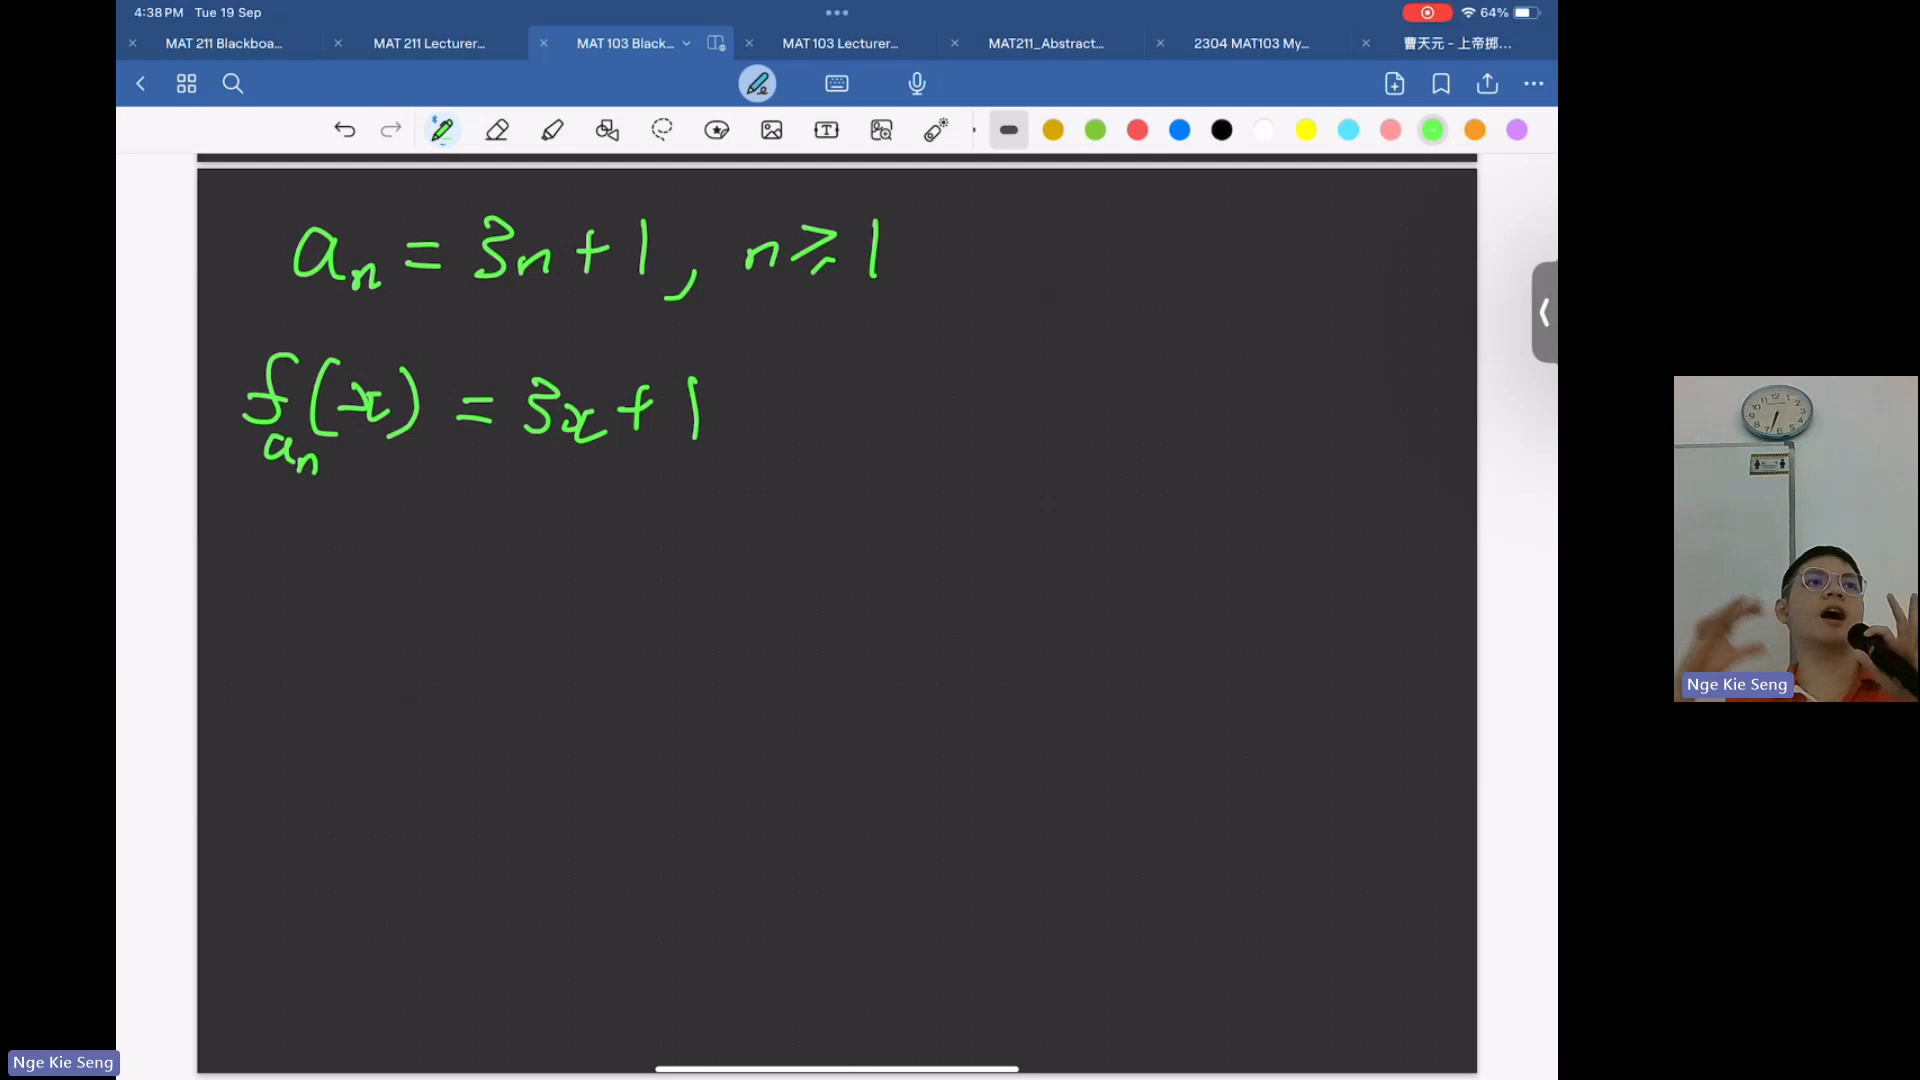 4:38 PM Tue 19 Sep
64%
MAT 211 Blackboa...
MAT 211 Lecturer...
MAT 103 Black...
MAT 103 Lecturer...
MAT211_Abstract...
2304 MAT103 My...
曹天元 - 上帝掷...
aₙ = 3n + 1, n ⩾ 1
f_{aₙ}(x) = 3x + 1
Nge Kie Seng
Nge Kie Seng